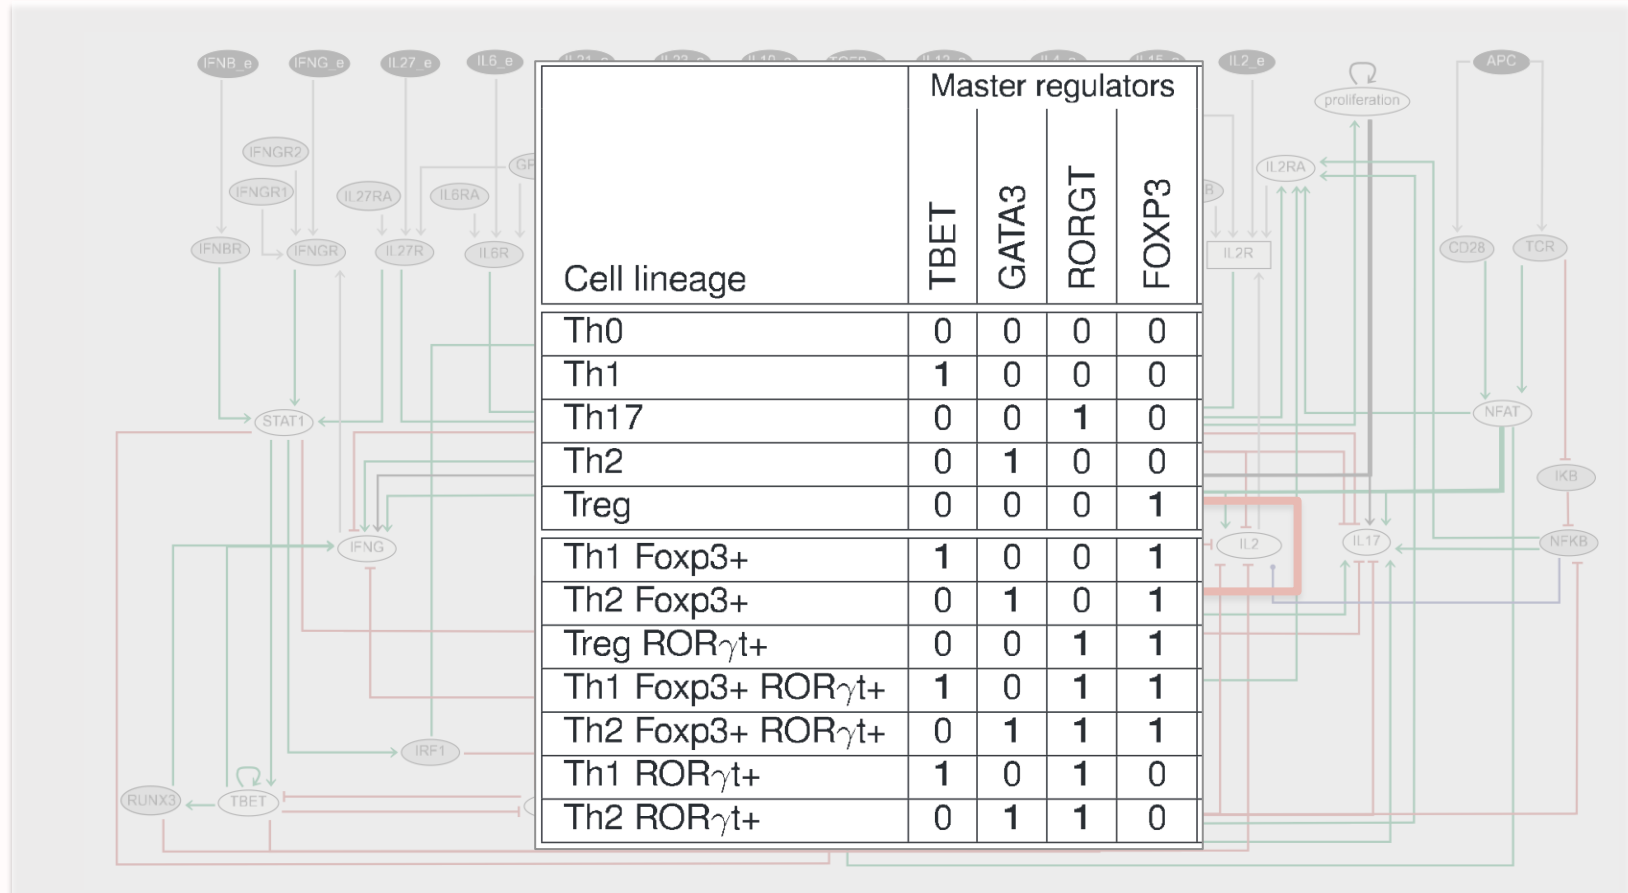 IFNB_e IFNG_e IL27_e IL6_e IL2_e APC
Master regulators
proliferation
IFNGR2
IL2RA
IFNGR1
IL27RA
IL6RA
Cell lineage
TBET
GATA3
RORGT
FOXP3
IFNBR
IFNGR
IL27R
IL6R
IL2R
CD28
TCR
Th0 0 0 0 0
Th1 1 0 0 0
Th17 0 0 1 0
Th2 0 1 0 0
Treg 0 0 0 1
Th1 Foxp3+ 1 0 0 1
Th2 Foxp3+ 0 1 0 1
Treg RORγt+ 0 0 1 1
Th1 Foxp3+ RORγt+ 1 0 1 1
Th2 Foxp3+ RORγt+ 0 1 1 1
Th1 RORγt+ 1 0 1 0
Th2 RORγt+ 0 1 1 0
STAT1
NFAT
IKB
IFNG
IL2
IL17
NFKB
IRF1
RUNX3
TBET